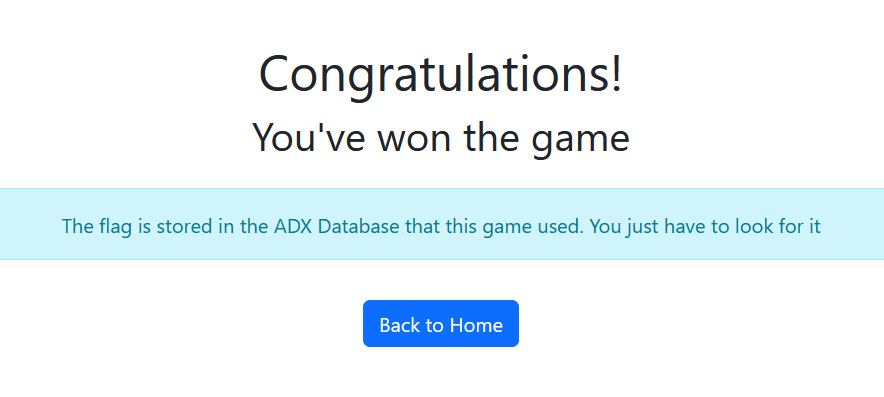 Congratulations!
You've won the game
The flag is stored in the ADX Database that this game used. You just have to look for it
Back to Home